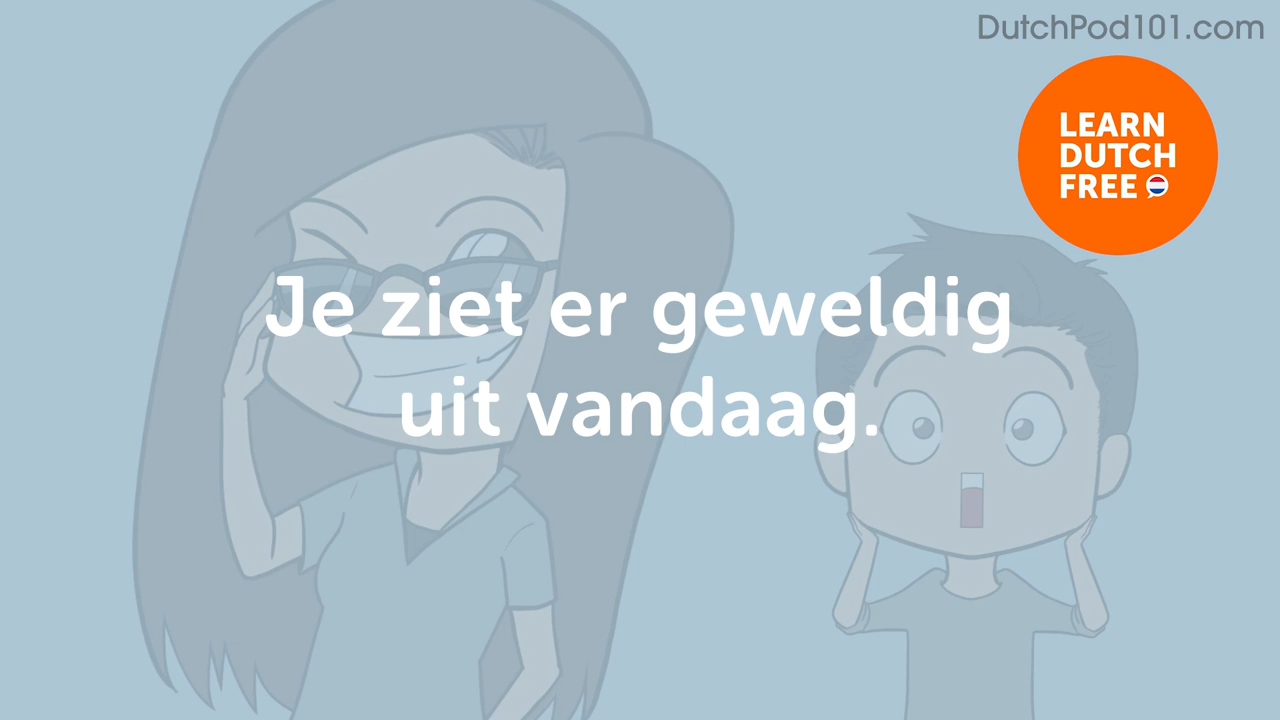 DutchPod101.com
LEARN
DUTCH
FREE
Je ziet er geweldig
uit vandaag.